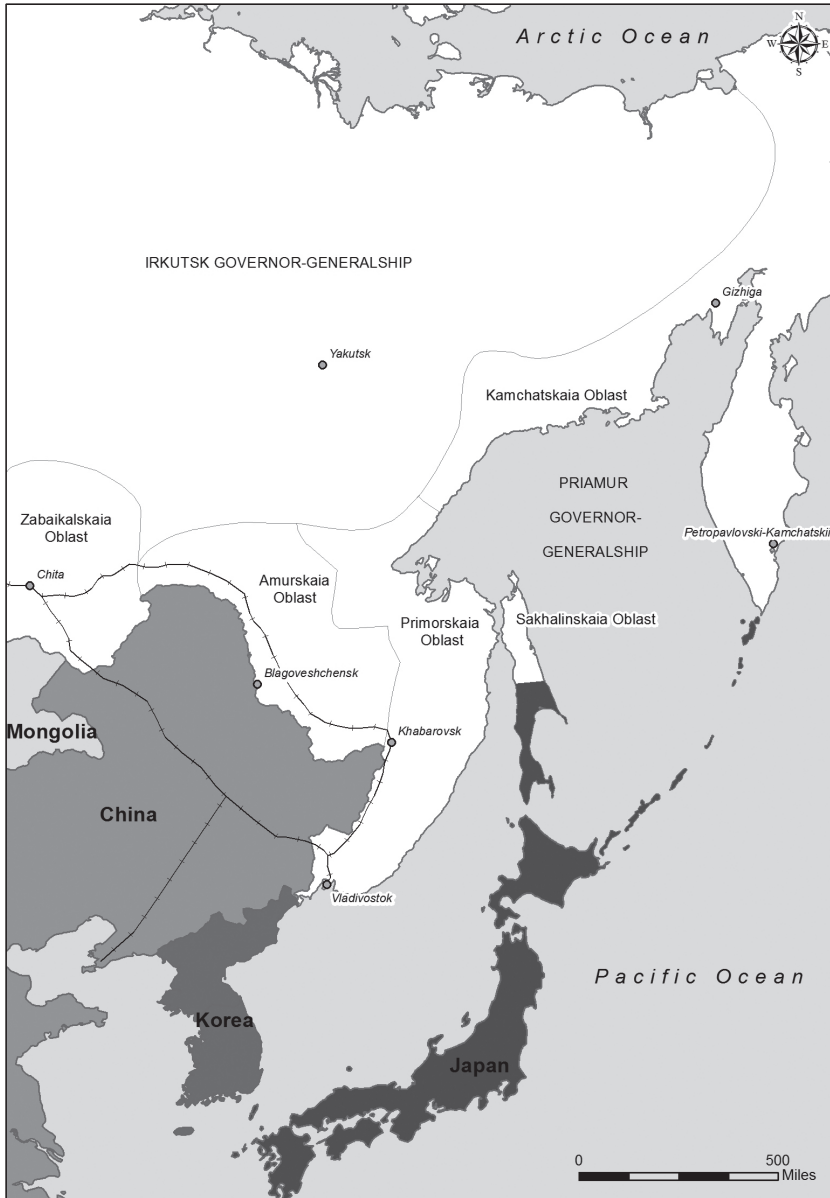 Arctic Ocean
N
W
E
S
IRKUTSK GOVERNOR-GENERALSHIP
Gizhiga
Yakutsk
Kamchatskaia Oblast
PRIAMUR
GOVERNOR-
GENERALSHIP
Zabaikalskaia
Oblast
Petropavlovski-Kamchatskii
Chita
Amurskaia
Oblast
Primorskaia
Oblast
Sakhalinskaia Oblast
Blagoveshchensk
Mongolia
Khabarovsk
China
Vladivostok
Pacific Ocean
Korea
Japan
0 500
Miles